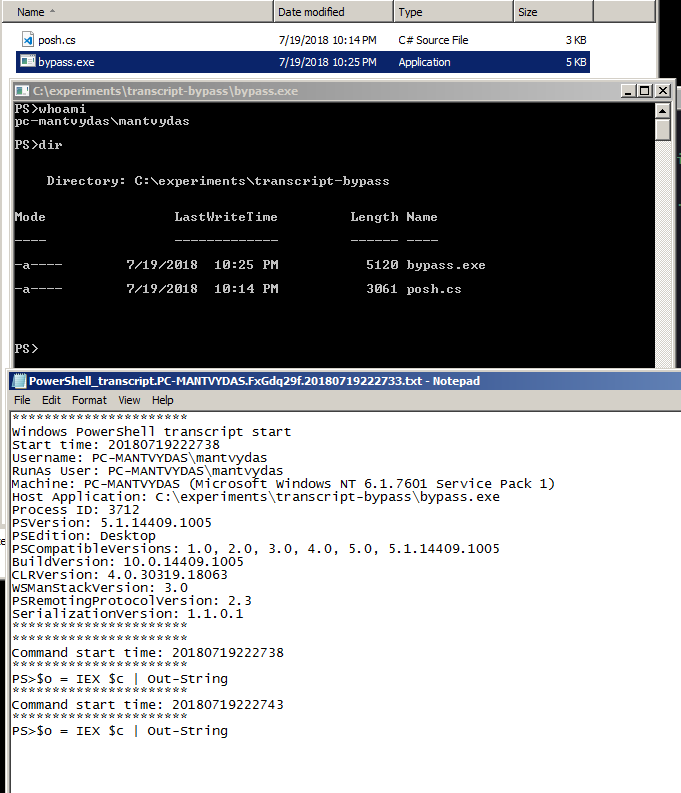 Name Date modified Type Size
posh.cs 7/19/2018 10:14 PM C# Source File 3 KB
bypass.exe 7/19/2018 10:25 PM Application 5 KB
C:\experiments\transcript-bypass\bypass.exe
PS>whoami
pc-mantvydas\mantvydas
PS>dir
Directory: C:\experiments\transcript-bypass
Mode LastWriteTime Length Name
---- ------------- ------ ----
-a---- 7/19/2018 10:25 PM 5120 bypass.exe
-a---- 7/19/2018 10:14 PM 3061 posh.cs
PS>
PowerShell_transcript.PC-MANTVYDAS.FxGdq29f.20180719222733.txt - Notepad
File Edit Format View Help
**********************
Windows PowerShell transcript start
Start time: 20180719222738
Username: PC-MANTVYDAS\mantvydas
RunAs User: PC-MANTVYDAS\mantvydas
Machine: PC-MANTVYDAS (Microsoft Windows NT 6.1.7601 Service Pack 1)
Host Application: C:\experiments\transcript-bypass\bypass.exe
Process ID: 3712
PSVersion: 5.1.14409.1005
PSEdition: Desktop
PSCompatibleVersions: 1.0, 2.0, 3.0, 4.0, 5.0, 5.1.14409.1005
BuildVersion: 10.0.14409.1005
CLRVersion: 4.0.30319.18063
WSManStackVersion: 3.0
PSRemotingProtocolVersion: 2.3
SerializationVersion: 1.1.0.1
**********************
**********************
Command start time: 20180719222738
**********************
PS>$o = IEX $c | Out-String
**********************
Command start time: 20180719222743
**********************
PS>$o = IEX $c | Out-String